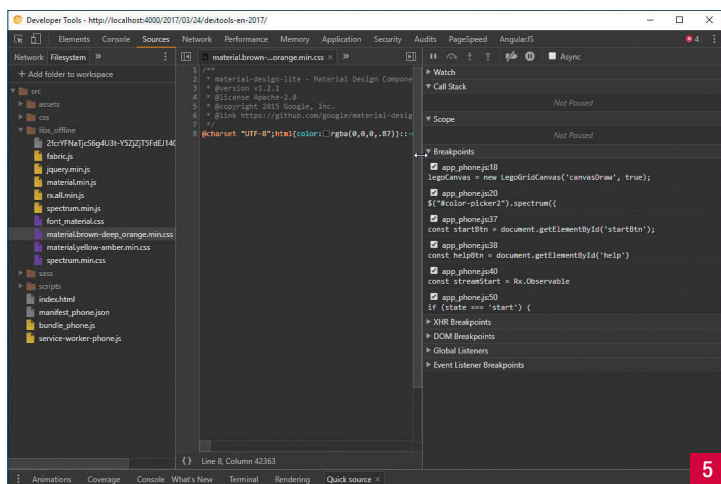 Developer Tools - http://localhost:4000/2017/03/24/devtools-en-2017/
Elements Console Sources Network Performance Memory Application Security Audits PageSpeed AngularJS 4
Network Filesystem »
+ Add folder to workspace
src
assets
css
libs_offline
fabric.js
jquery.min.js
material.min.js
rx.all.min.js
spectrum.min.js
font_material.css
material.brown-deep_orange.min.css
material.yellow-amber.min.css
spectrum.min.css
sass
scripts
index.html
manifest_phone.json
bundle_phone.js
service-worker-phone.js
material.brown-...orange.min.css × »
1 /**
2 * material-design-lite - Material Design Compone
3 * @version v1.2.1
4 * @license Apache-2.0
5 * @copyright 2015 Google, Inc.
6 * @link https://github.com/google/material-desig
7 */
8 @charset "UTF-8";html{color:rgba(0,0,0,.87)}::-
{} Line 8, Column 42363
Async
Watch
Call Stack
Not Paused
Scope
Not Paused
Breakpoints
app_phone.js:18
legoCanvas = new LegoGridCanvas('canvasDraw', true);
app_phone.js:20
$("#color-picker2").spectrum({
app_phone.js:37
const startBtn = document.getElementById('startBtn');
app_phone.js:38
const helpBtn = document.getElementById('help')
app_phone.js:40
const streamStart = Rx.Observable
app_phone.js:50
if (state === 'start') {
XHR Breakpoints
DOM Breakpoints
Global Listeners
Event Listener Breakpoints
Animations Coverage Console What's New Terminal Rendering Quick source ×
5